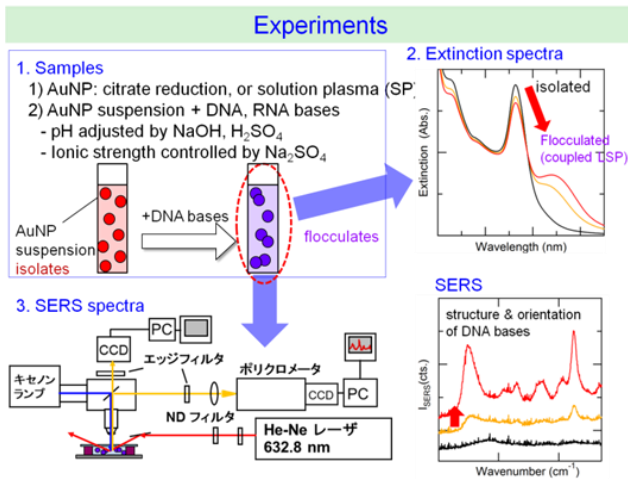 Experiments
1. Samples
1) AuNP: citrate reduction, or solution plasma (SP)
2) AuNP suspension + DNA, RNA bases
- pH adjusted by NaOH, H2SO4
- Ionic strength controlled by Na2SO4
AuNP
suspension
isolates
+DNA bases
flocculates
2. Extinction spectra
isolated
Flocculated
(coupled LSP)
Extinction (Abs.)
Wavelength (nm)
3. SERS spectra
PC
CCD
エッジフィルタ
キセノン
ランプ
ポリクロメータ
CCD
PC
ND フィルタ
He-Ne レーザ
632.8 nm
SERS
structure & orientation
of DNA bases
ISERS(cts.)
Wavenumber (cm-1)